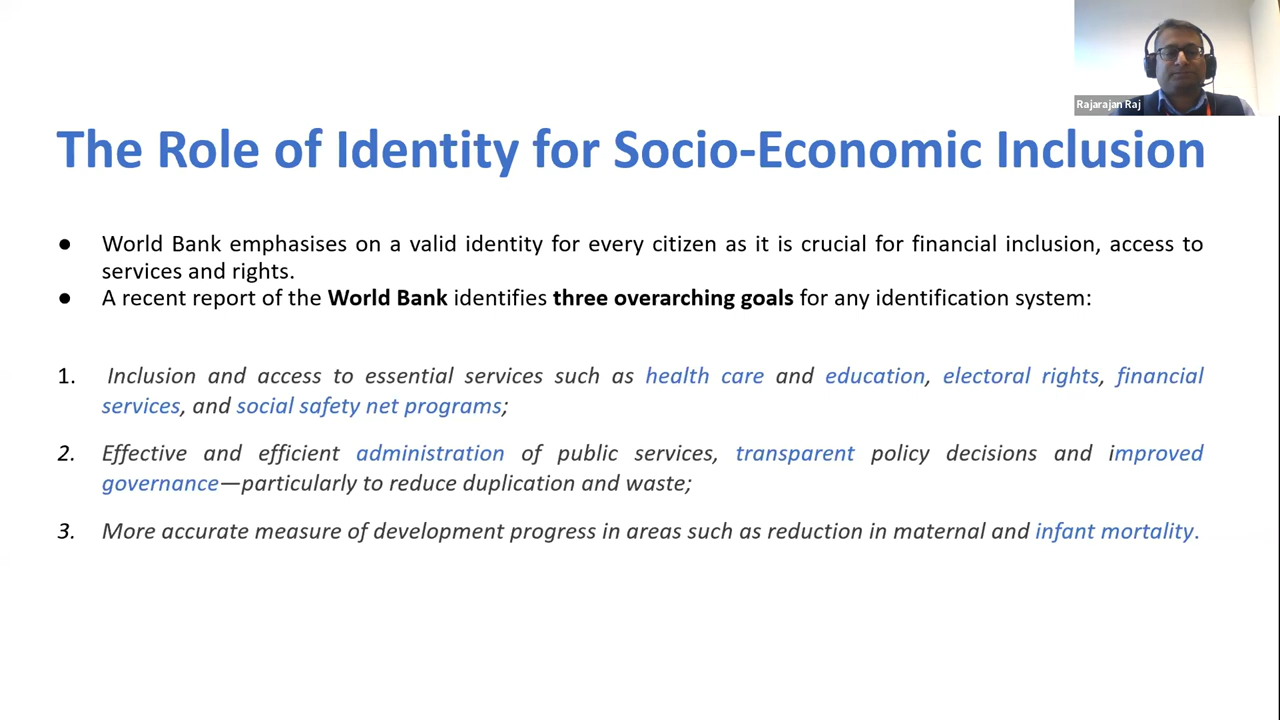 Rajarajan Raj
The Role of Identity for Socio-Economic Inclusion
● World Bank emphasises on a valid identity for every citizen as it is crucial for financial inclusion, access to
services and rights.
● A recent report of the World Bank identifies three overarching goals for any identification system:
1. Inclusion and access to essential services such as health care and education, electoral rights, financial
services, and social safety net programs;
2. Effective and efficient administration of public services, transparent policy decisions and improved
governance—particularly to reduce duplication and waste;
3. More accurate measure of development progress in areas such as reduction in maternal and infant mortality.